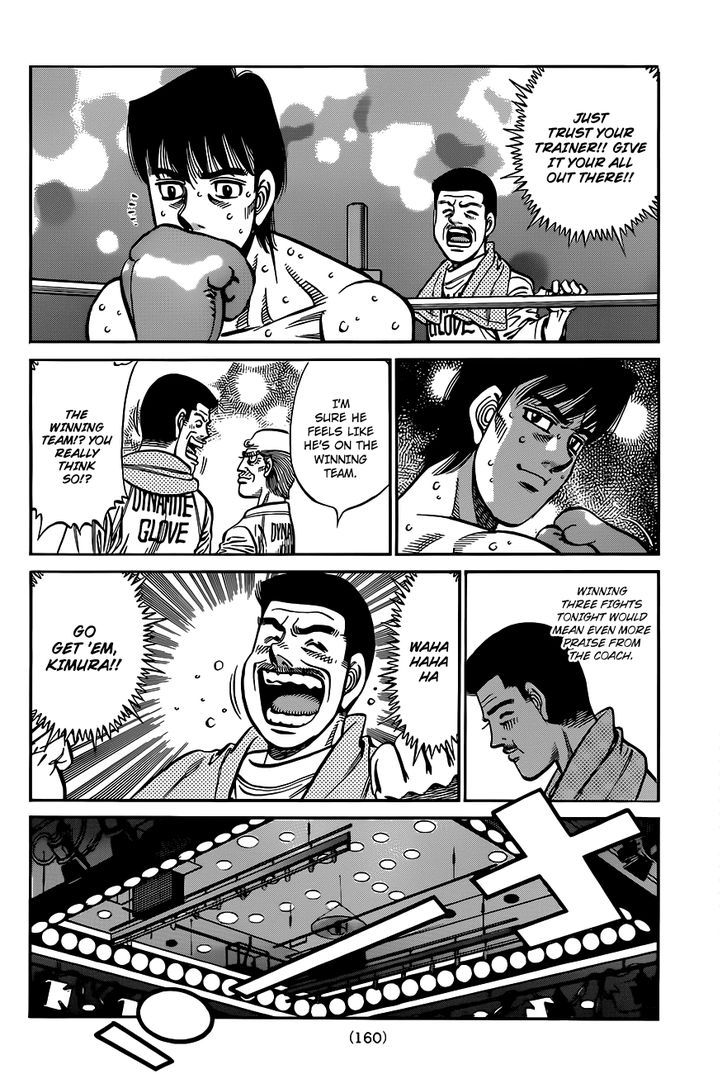 JUST
TRUST YOUR
TRAINER!! GIVE
IT YOUR ALL
OUT THERE!!
GLOVE
I'M
SURE HE
FEELS LIKE
HE'S ON THE
WINNING
TEAM.
THE
WINNING
TEAM!? YOU
REALLY
THINK
SO!?
DYNAMITE
GLOVE
DYNA
WINNING
THREE FIGHTS
TONIGHT WOULD
MEAN EVEN MORE
PRAISE FROM
THE COACH.
GO
GET 'EM,
KIMURA!!
WAHA
HAHA
HA
(160)